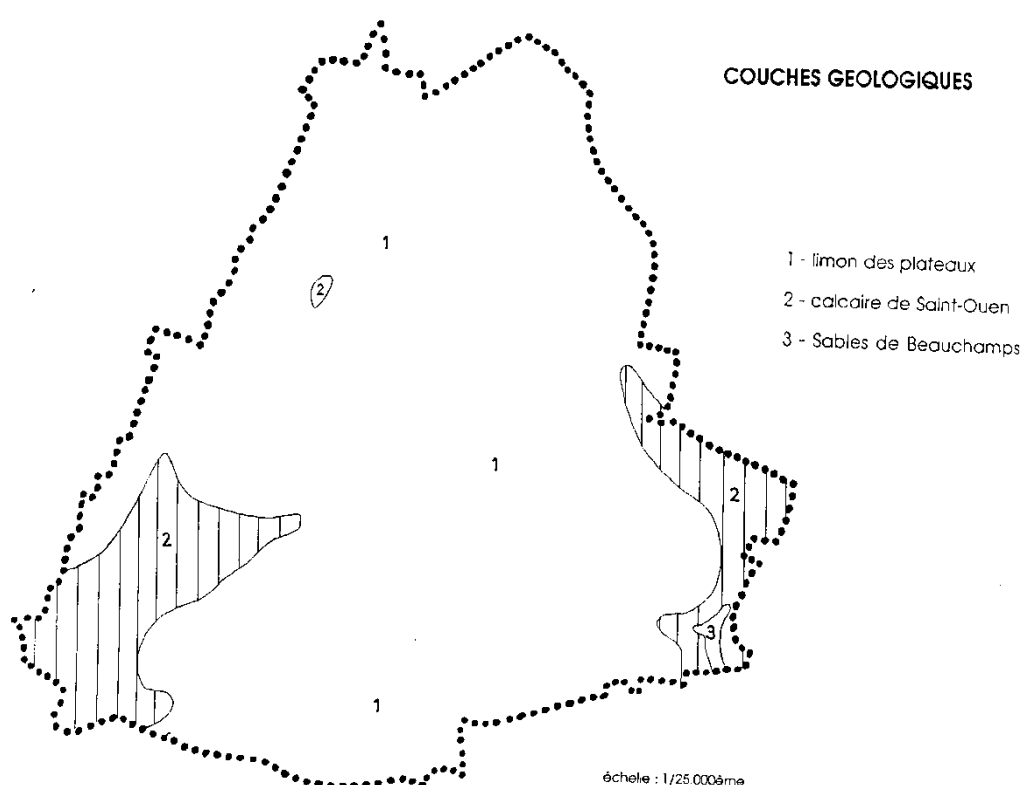 COUCHES GEOLOGIQUES
1
2
1 - limon des plateaux
2 - calcaire de Saint-Ouen
3 - Sables de Beauchamps
1
2
2
3
1
échelle : 1/25.000ème